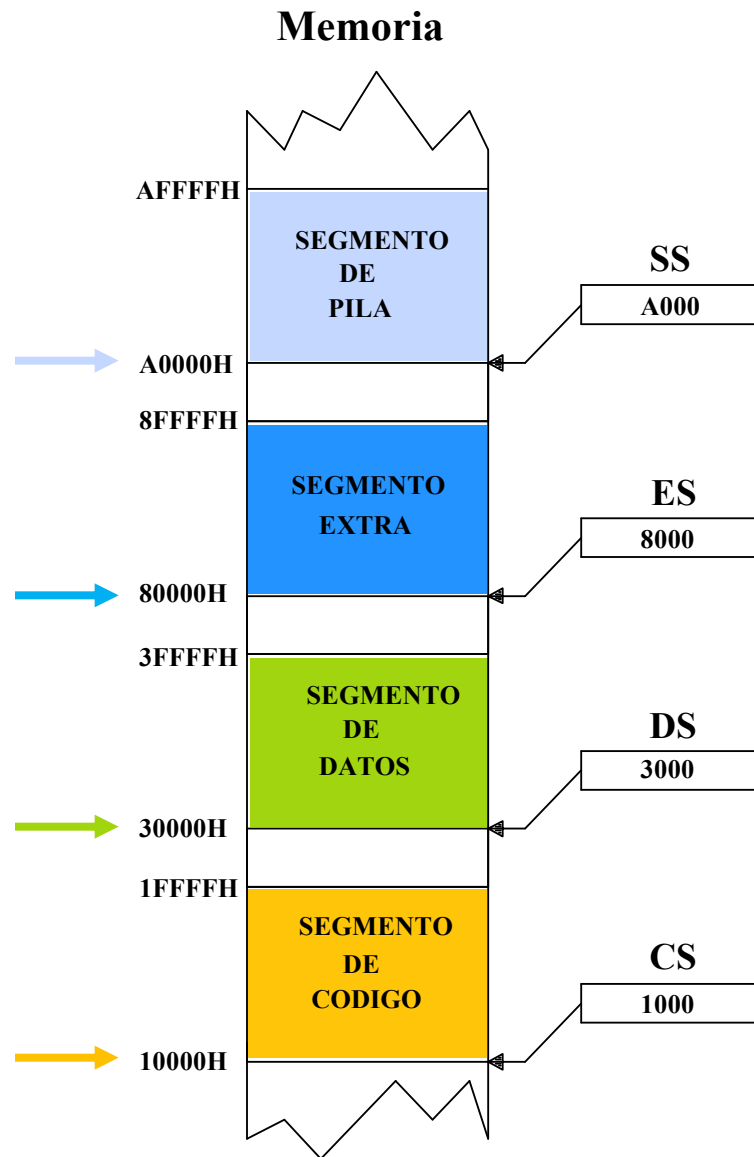 Memoria
AFFFFH
SEGMENTO
DE
PILA
SS
A000
A0000H
8FFFFH
SEGMENTO
EXTRA
ES
8000
80000H
3FFFFH
SEGMENTO
DE
DATOS
DS
3000
30000H
1FFFFH
SEGMENTO
DE
CODIGO
CS
1000
10000H